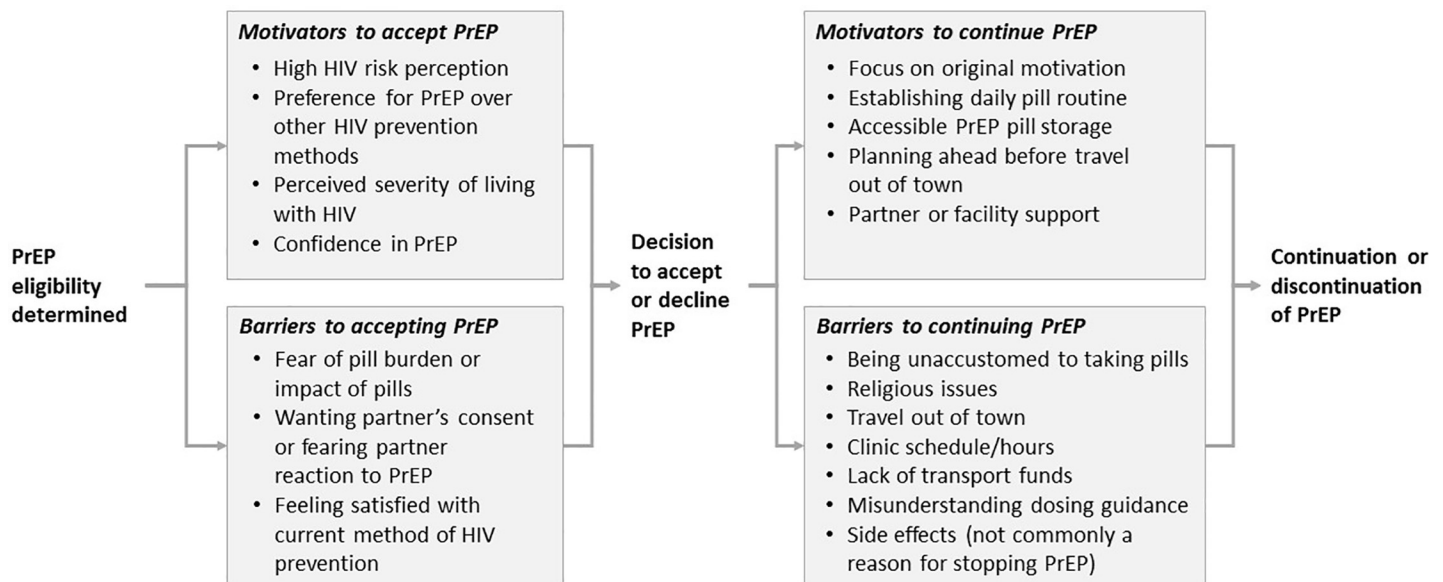 PrEP
eligibility
determined
Motivators to accept PrEP
• High HIV risk perception
• Preference for PrEP over
other HIV prevention
methods
• Perceived severity of living
with HIV
• Confidence in PrEP
Barriers to accepting PrEP
• Fear of pill burden or
impact of pills
• Wanting partner's consent
or fearing partner
reaction to PrEP
• Feeling satisfied with
current method of HIV
prevention
Decision
to accept
or decline
PrEP
Motivators to continue PrEP
• Focus on original motivation
• Establishing daily pill routine
• Accessible PrEP pill storage
• Planning ahead before travel
out of town
• Partner or facility support
Barriers to continuing PrEP
• Being unaccustomed to taking pills
• Religious issues
• Travel out of town
• Clinic schedule/hours
• Lack of transport funds
• Misunderstanding dosing guidance
• Side effects (not commonly a
reason for stopping PrEP)
Continuation or
discontinuation
of PrEP